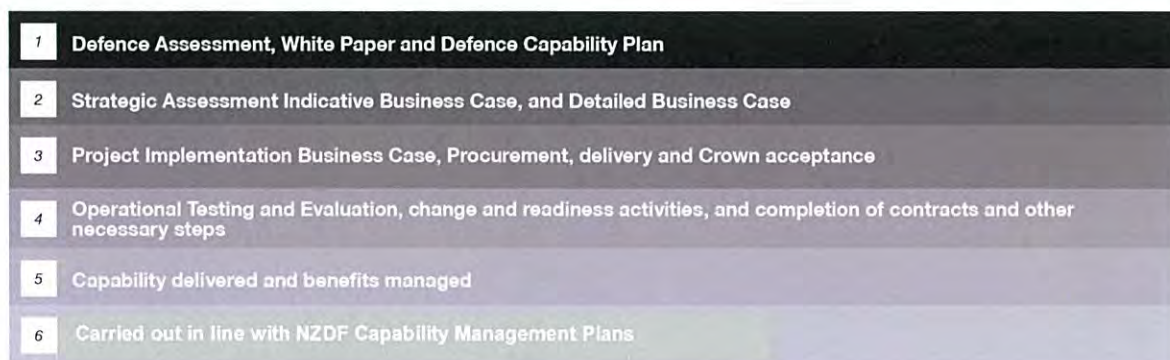 1 Defence Assessment, White Paper and Defence Capability Plan
2 Strategic Assessment Indicative Business Case, and Detailed Business Case
3 Project Implementation Business Case, Procurement, delivery and Crown acceptance
4 Operational Testing and Evaluation, change and readiness activities, and completion of contracts and other
necessary steps
5 Capability delivered and benefits managed
6 Carried out in line with NZDF Capability Management Plans